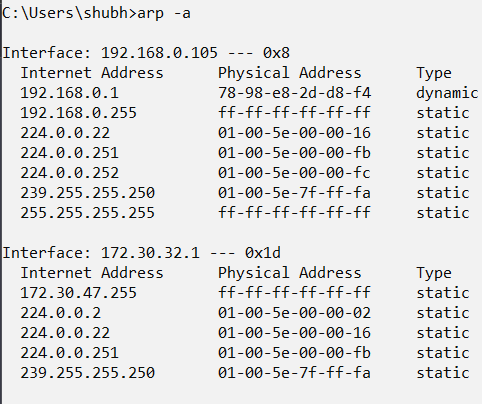 C:\Users\shubh>arp -a
Interface: 192.168.0.105 --- 0x8
Internet Address Physical Address Type
192.168.0.1 78-98-e8-2d-d8-f4 dynamic
192.168.0.255 ff-ff-ff-ff-ff-ff static
224.0.0.22 01-00-5e-00-00-16 static
224.0.0.251 01-00-5e-00-00-fb static
224.0.0.252 01-00-5e-00-00-fc static
239.255.255.250 01-00-5e-7f-ff-fa static
255.255.255.255 ff-ff-ff-ff-ff-ff static
Interface: 172.30.32.1 --- 0x1d
Internet Address Physical Address Type
172.30.47.255 ff-ff-ff-ff-ff-ff static
224.0.0.2 01-00-5e-00-00-02 static
224.0.0.22 01-00-5e-00-00-16 static
224.0.0.251 01-00-5e-00-00-fb static
239.255.255.250 01-00-5e-7f-ff-fa static